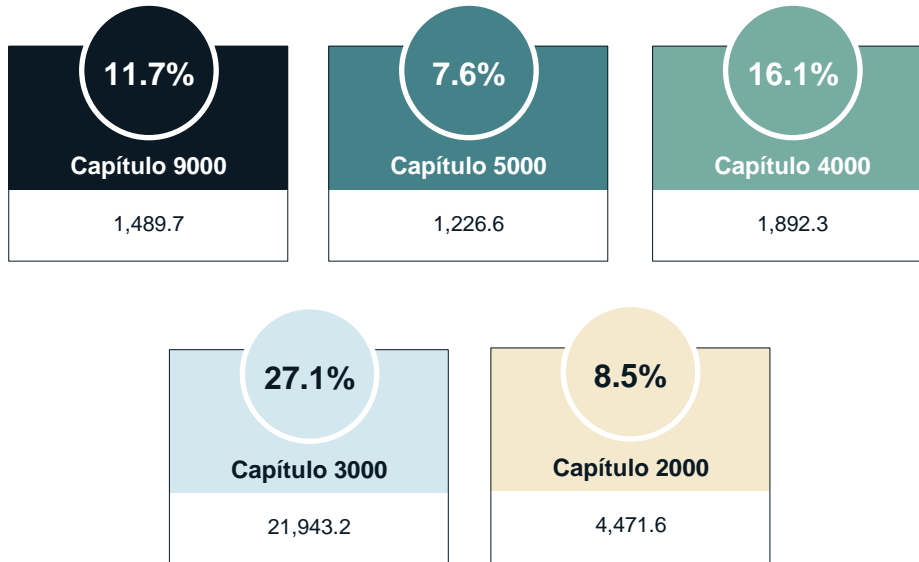 11.7%
Capítulo 9000
1,489.7
7.6%
Capítulo 5000
1,226.6
16.1%
Capítulo 4000
1,892.3
27.1%
Capítulo 3000
21,943.2
8.5%
Capítulo 2000
4,471.6